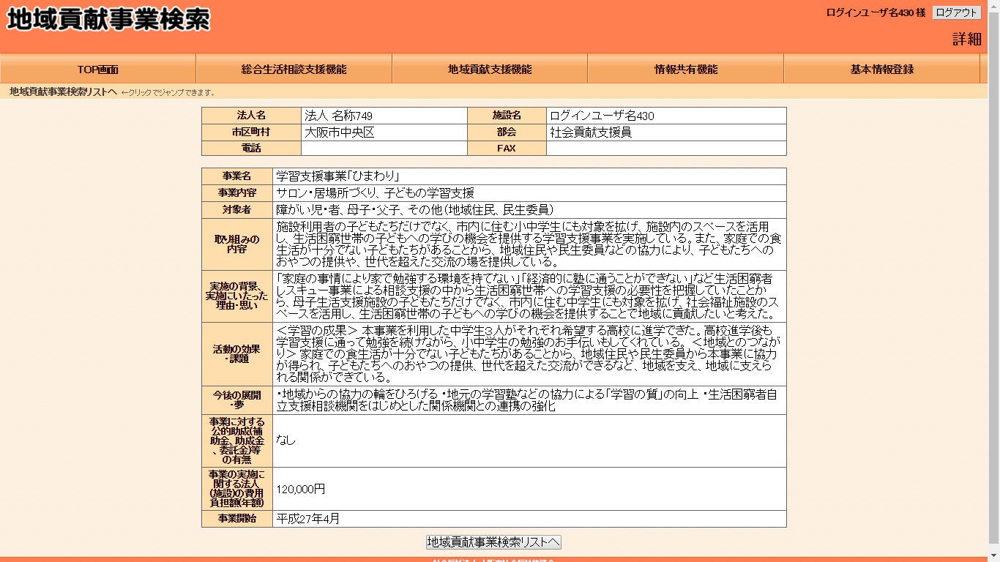 地域貢献事業検索
ログインユーザ名430 様 ログアウト
詳細
TOP画面 総合生活相談支援機能 地域貢献支援機能 情報共有機能 基本情報登録
地域貢献事業検索リストへ ←クリックでジャンプできます。
法人名 法人 名称749 施設名 ログインユーザ名430
市区町村 大阪市中央区 部会 社会貢献支援員
電話 FAX
事業名 学習支援事業「ひまわり」
事業内容 サロン・居場所づくり、子どもの学習支援
対象者 障がい児・者、母子・父子、その他（地域住民、民生委員）
取り組みの
内容
施設利用者の子どもたちだけでなく、市内に住む小中学生にも対象を拡げ、施設内のスペースを活用
し、生活困窮世帯の子どもへの学びの機会を提供する学習支援事業を実施している。また、家庭での食
生活が十分でない子どもたちがあることから、地域住民や民生委員などの協力により、子どもたちへの
おやつの提供や、世代を超えた交流の場を提供している。
実施の背景、
実施にいたった
理由・思い
「家庭の事情により家で勉強する環境を持てない」「経済的に塾に通うことができない」など生活困窮者
レスキュー事業による相談支援の中から生活困窮世帯への学習支援の必要性を把握していたことか
ら、母子生活支援施設の子どもたちだけでなく、市内に住む中学生にも対象を拡げ、社会福祉施設のス
ペースを活用し、生活困窮世帯の子どもへの学びの機会を提供することで地域に貢献したいと考えた。
活動の効果
・課題
＜学習の成果＞ 本事業を利用した中学生３人がそれぞれ希望する高校に進学できた。高校進学後も
学習支援に通って勉強を続けながら、小中学生の勉強のお手伝いもしてくれている。 ＜地域とのつなが
り＞ 家庭での食生活が十分でない子どもたちがあることから、地域住民や民生委員から本事業に協力
が得られ、子どもたちへのおやつの提供、世代を超えた交流ができるなど、地域を支え、地域に支えら
れる関係ができている。
今後の展開
・夢
・地域からの協力の輪をひろげる ・地元の学習塾などの協力による「学習の質」の向上 ・生活困窮者自
立支援相談機関をはじめとした関係機関との連携の強化
事業に対する
公的助成(補
助金、助成金
、委託金)等
の有無
なし
事業の実施に
関する法人
(施設)の費用
負担額(年額)
120,000円
事業開始 平成27年4月
地域貢献事業検索リストへ